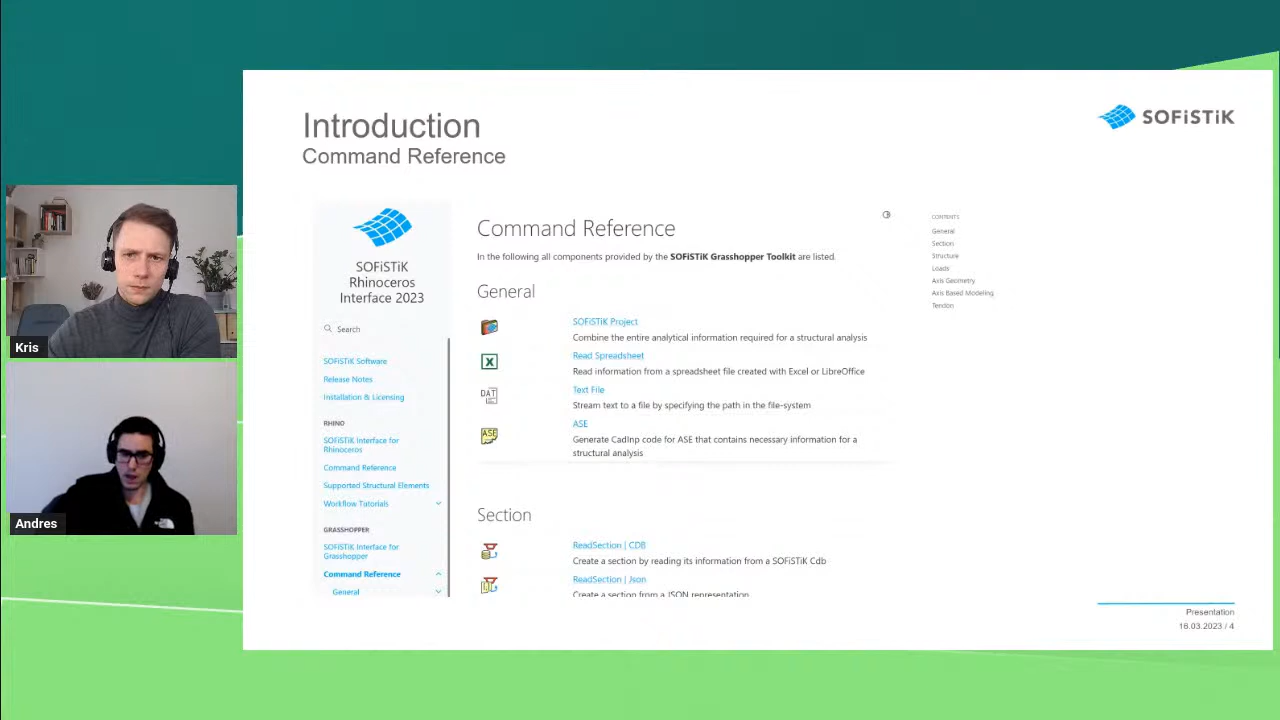 Introduction
Command Reference
SOFiSTiK
SOFiSTiK
Rhinoceros
Interface 2023
Search
SOFiSTiK Software
Release Notes
Installation & Licensing
RHINO
SOFiSTiK Interface for
Rhinoceros
Command Reference
Supported Structural Elements
Workflow Tutorials
GRASSHOPPER
SOFiSTiK Interface for
Grasshopper
Command Reference
General
Command Reference
In the following all components provided by the SOFiSTiK Grasshopper Toolkit are listed.
General
SOFiSTiK Project
Combine the entire analytical information required for a structural analysis
X
Read Spreadsheet
Read information from a spreadsheet file created with Excel or LibreOffice
DAT
Text File
Stream text to a file by specifying the path in the file-system
ASE
ASE
Generate CadInp code for ASE that contains necessary information for a
structural analysis
Section
ReadSection | CDB
Create a section by reading its information from a SOFiSTiK Cdb
ReadSection | Json
Create a section from a JSON representation
CONTENTS
General
Section
Structure
Loads
Axis Geometry
Axis Based Modeling
Tendon
Presentation
16.03.2023 / 4
Kris
Andres